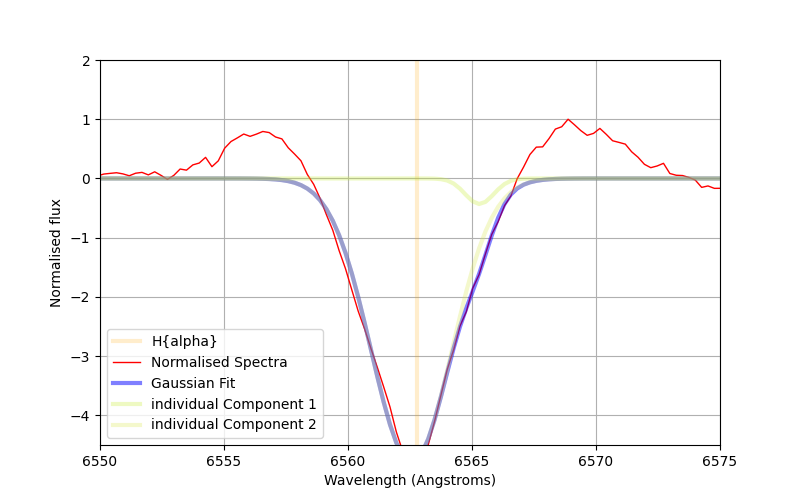 2
1
0
−1
−2
−3
−4
Normalised flux
H{alpha}
Normalised Spectra
Gaussian Fit
individual Component 1
individual Component 2
6550 6555 6560 6565 6570 6575
Wavelength (Angstroms)